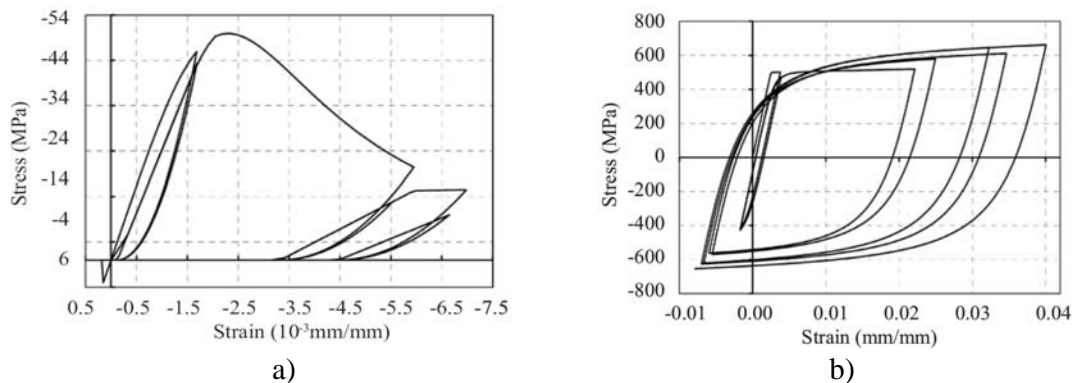 -54
-44
-34
-24
-14
-4
6
Stress (MPa)
0.5 -0.5 -1.5 -2.5 -3.5 -4.5 -5.5 -6.5 -7.5
Strain (10-3mm/mm)
a)
800
600
400
200
0
-200
-400
-600
-800
Stress (MPa)
-0.01 0.00 0.01 0.02 0.03 0.04
Strain (mm/mm)
b)